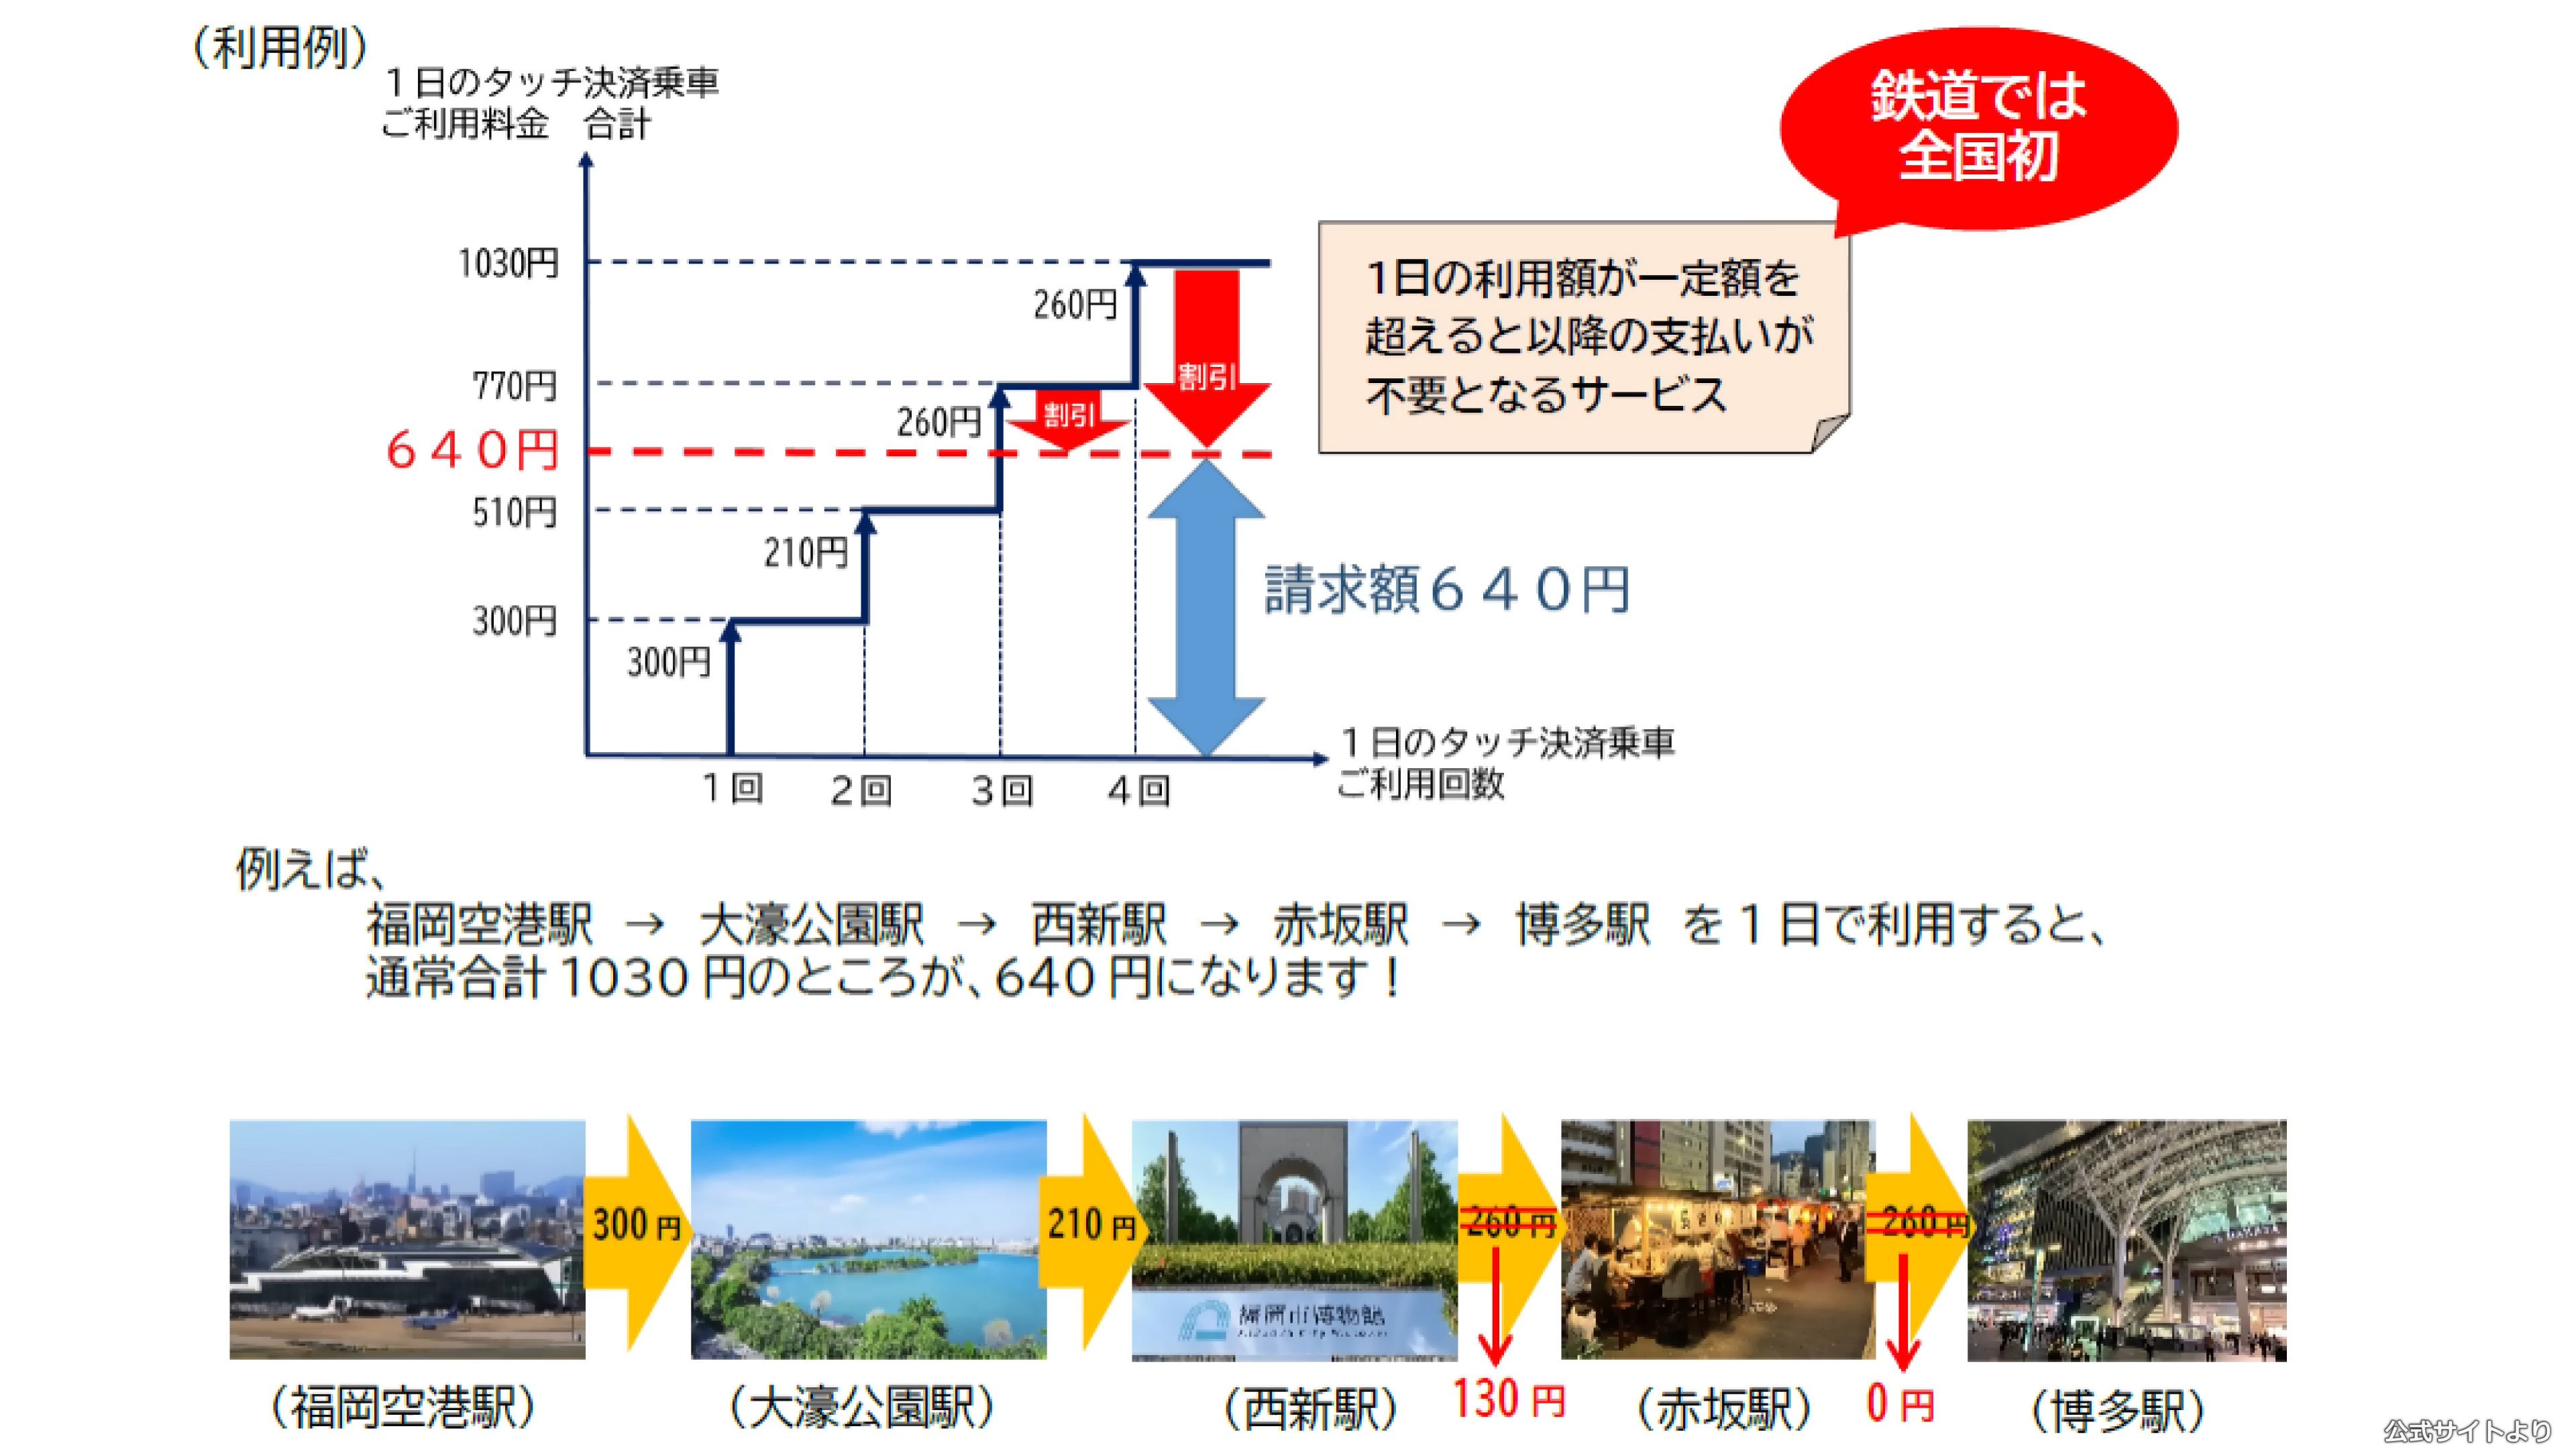 （利用例）
１日のタッチ決済乗車
ご利用料金　合計
鉄道では
全国初
1日の利用額が一定額を
超えると以降の支払いが
不要となるサービス
1030円
260円
割引
770円
260円
割引
６４０円
510円
210円
300円
300円
請求額６４０円
１回
２回
３回
４回
１日のタッチ決済乗車
ご利用回数
例えば、
福岡空港駅 → 大濠公園駅 → 西新駅 → 赤坂駅 → 博多駅 を１日で利用すると、
通常合計1030円のところが、640円になります！
300円
210円
260円
260円
福岡市博物館
130円
0円
（福岡空港駅）
（大濠公園駅）
（西新駅）
（赤坂駅）
（博多駅）
公式サイトより